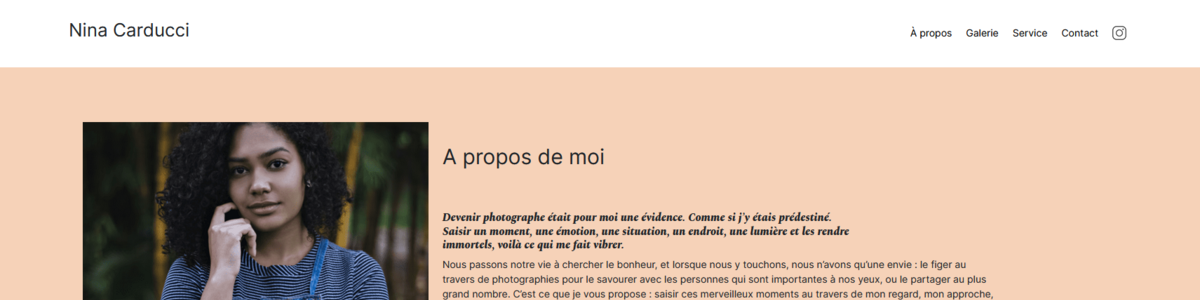 Nina Carducci
À propos Galerie Service Contact
A propos de moi
Devenir photographe était pour moi une évidence. Comme si j'y étais prédestiné.
Saisir un moment, une émotion, une situation, un endroit, une lumière et les rendre
immortels, voilà ce qui me fait vibrer.
Nous passons notre vie à chercher le bonheur, et lorsque nous y touchons, nous n'avons qu'une envie : le figer au
travers de photographies pour le savourer avec les personnes qui sont importantes à nos yeux, ou le partager au plus
grand nombre. C'est ce que je vous propose : saisir ces merveilleux moments au travers de mon regard, mon approche,